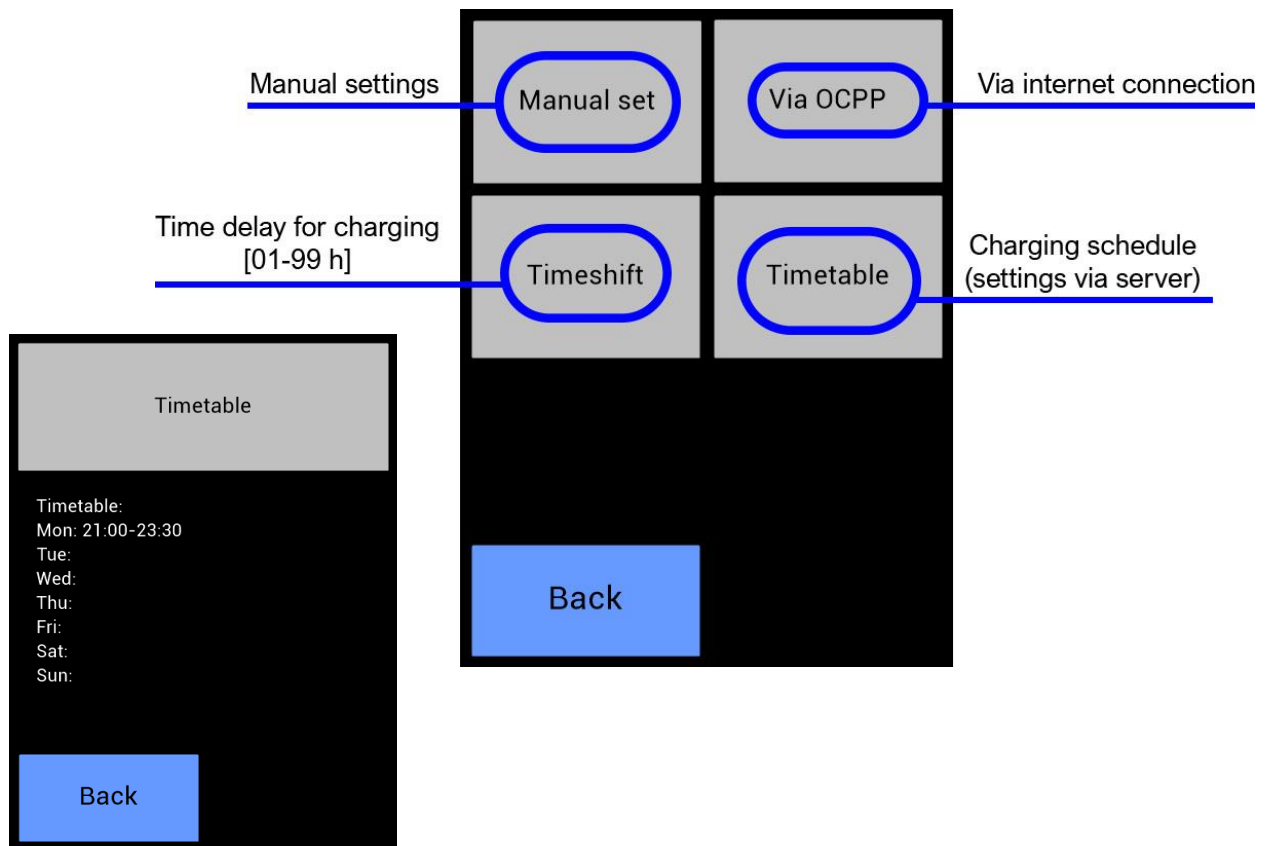 Manual settings
Manual set
Via OCPP
Via internet connection
Time delay for charging
[01-99 h]
Timeshift
Timetable
Charging schedule
(settings via server)
Back
Timetable
Timetable:
Mon: 21:00-23:30
Tue:
Wed:
Thu:
Fri:
Sat:
Sun:
Back